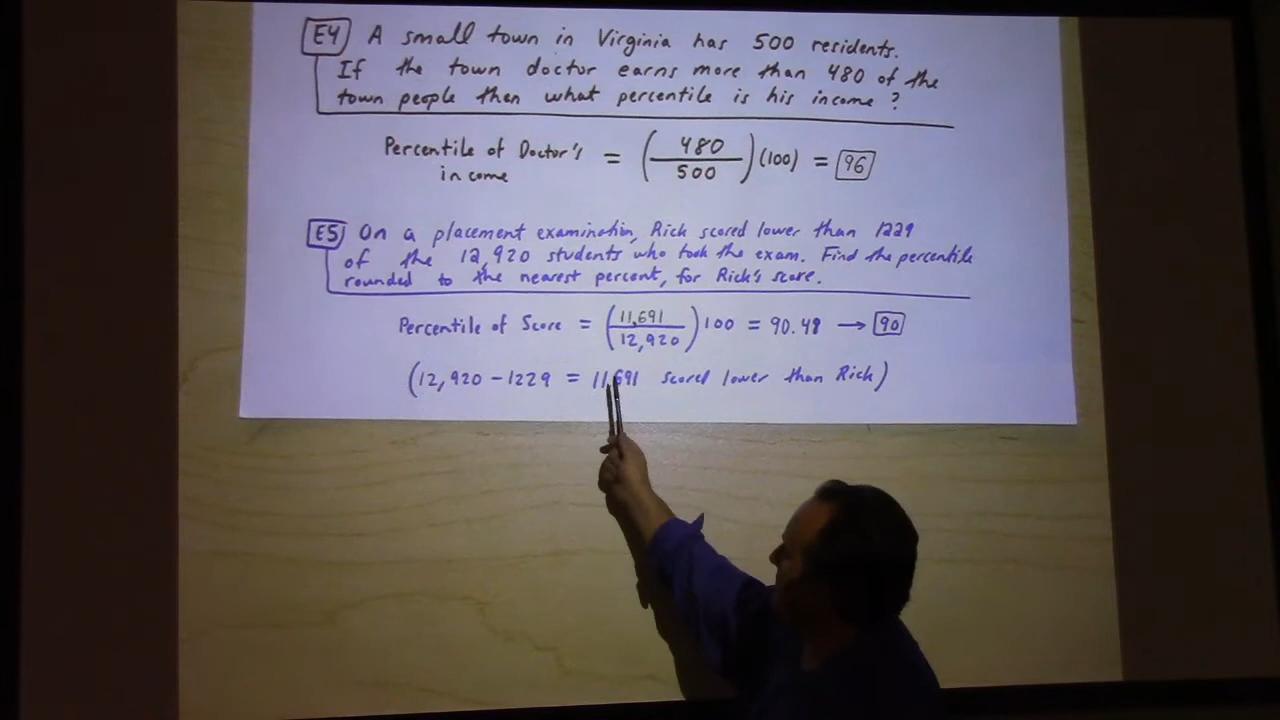 E4 A small town in Virginia has 500 residents.
If the town doctor earns more than 480 of the
town people then what percentile is his income?
Percentile of Doctor's income = (480/500)(100) = 96
E5 On a placement examination, Rick scored lower than 1229
of the 12,920 students who took the exam. Find the percentile
rounded to the nearest percent, for Rick's score.
Percentile of Score = (11,691/12,920)100 = 90.48 → 90
(12,920 - 1229 = 11,691 scored lower than Rick)